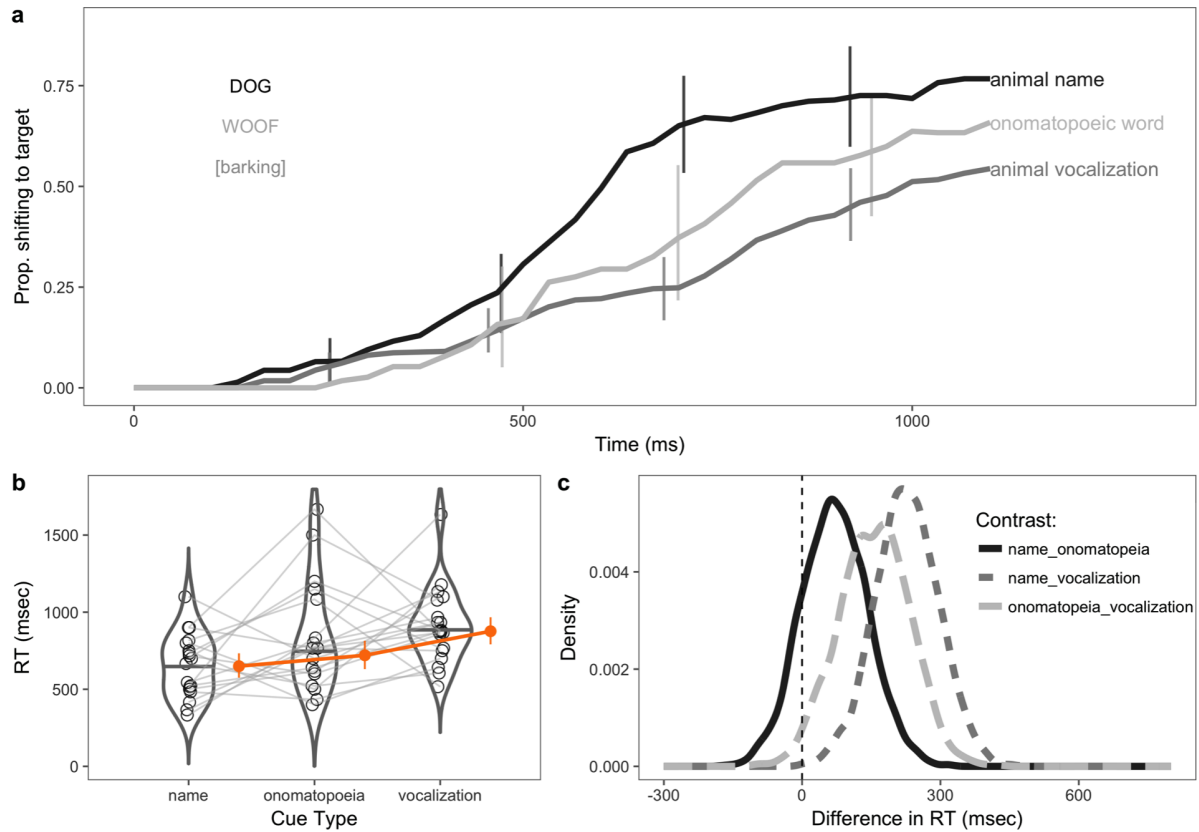 a
Prop. shifting to target
0.75
0.50
0.25
0.00
DOG
WOOF
[barking]
animal name
onomatopoeic word
animal vocalization
0
500
1000
Time (ms)
b
RT (msec)
1500
1000
500
0
name
onomatopoeia
vocalization
Cue Type
c
Density
0.004
0.002
0.000
Contrast:
name_onomatopeia
name_vocalization
onomatopeia_vocalization
-300
0
300
600
Difference in RT (msec)